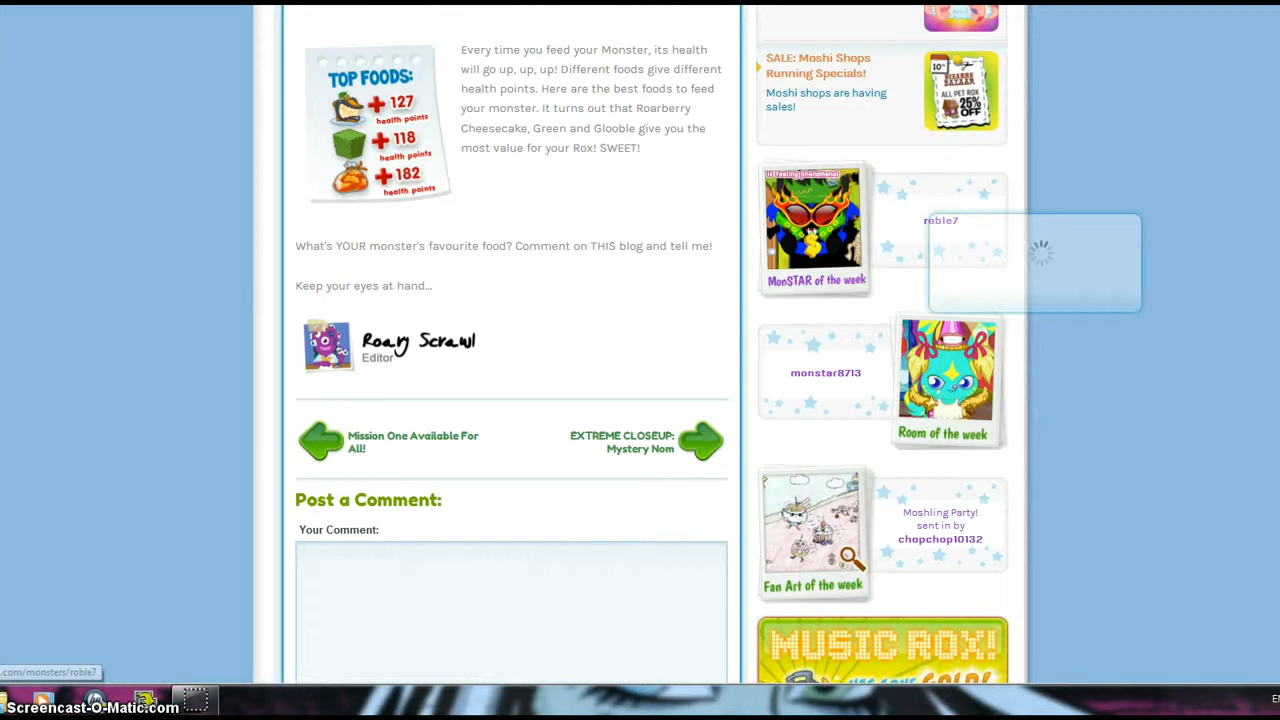 TOP FOODS:
+ 127
health points
+ 118
health points
+ 182
health points
Every time you feed your Monster, its health
will go up, up, up! Different foods give different
health points. Here are the best foods to feed
your monster. It turns out that Roarberry
Cheesecake, Green and Glooble give you the
most value for your Rox! SWEET!
What's YOUR monster's favourite food? Comment on THIS blog and tell me!
Keep your eyes at hand...
Roary Scrawl
Editor
Mission One Available For
All!
EXTREME CLOSEUP:
Mystery Nom
Post a Comment:
Your Comment:
SALE: Moshi Shops
Running Specials!
Moshi shops are having
sales!
10%
BIZARRE
BAZAAR
ALL PET ROX
25%
OFF
is feeling phenomenal
MonSTAR of the week
roble7
monstar8713
Room of the week
Fan Art of the week
Moshling Party!
sent in by
chopchop10132
MUSIC ROX!
HAS GONE GOLD!
.com/monsters/roble7
Screencast-O-Matic.com